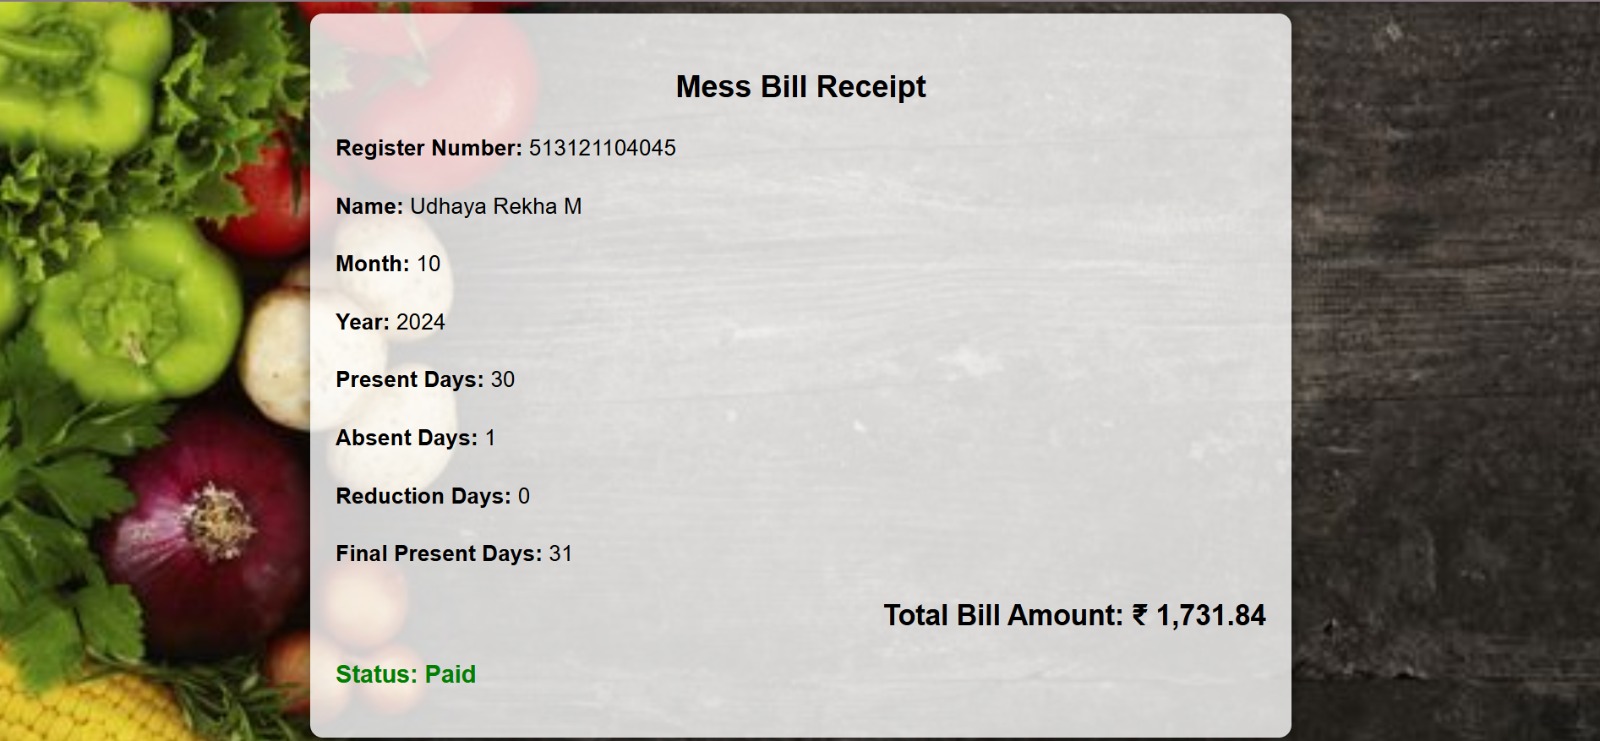 Mess Bill Receipt
Register Number: 513121104045
Name: Udhaya Rekha M
Month: 10
Year: 2024
Present Days: 30
Absent Days: 1
Reduction Days: 0
Final Present Days: 31
Total Bill Amount: ₹ 1,731.84
Status: Paid